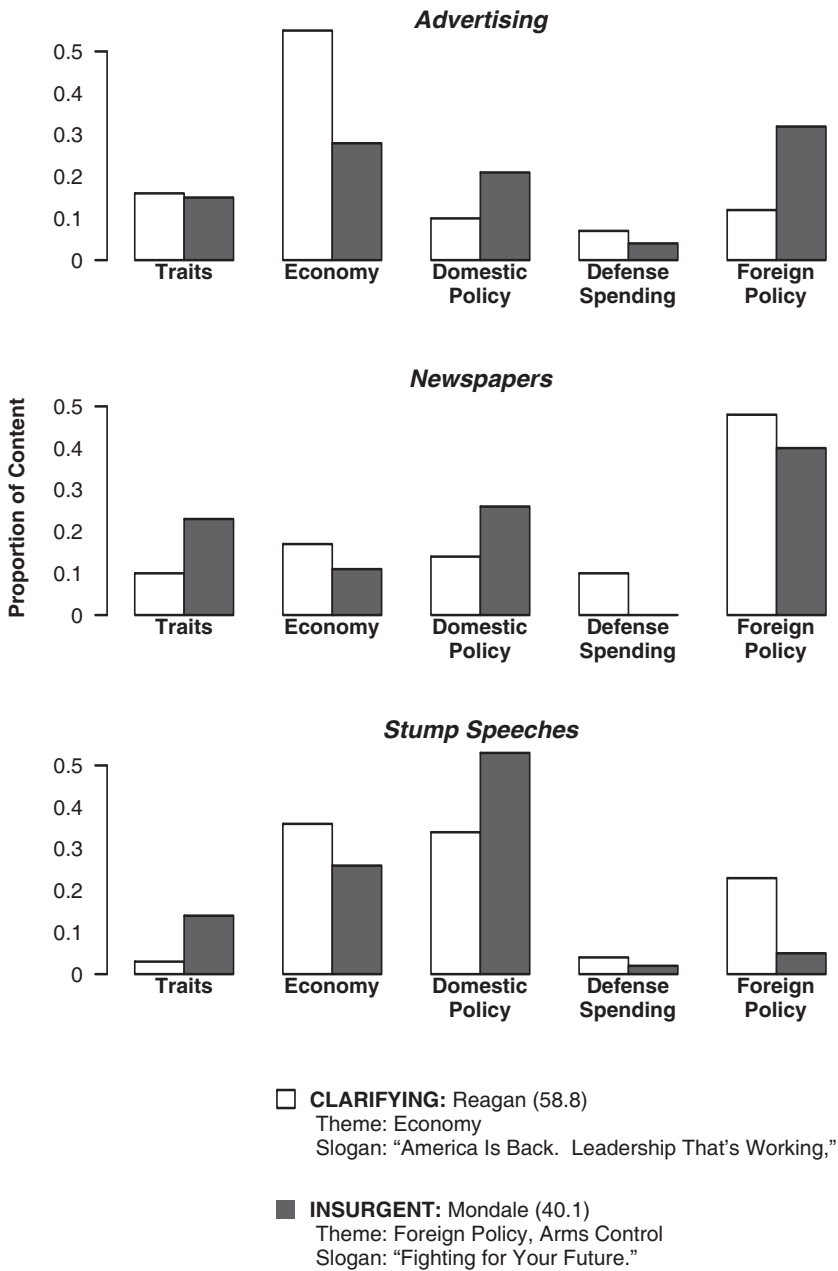 Advertising
0.5
0.4
0.3
0.2
0.1
0
Traits Economy Domestic Policy Defense Spending Foreign Policy
Newspapers
Proportion of Content
0.5
0.4
0.3
0.2
0.1
0
Traits Economy Domestic Policy Defense Spending Foreign Policy
Stump Speeches
0.5
0.4
0.3
0.2
0.1
0
Traits Economy Domestic Policy Defense Spending Foreign Policy
CLARIFYING: Reagan (58.8)
Theme: Economy
Slogan: “America Is Back. Leadership That’s Working,”
INSURGENT: Mondale (40.1)
Theme: Foreign Policy, Arms Control
Slogan: “Fighting for Your Future.”